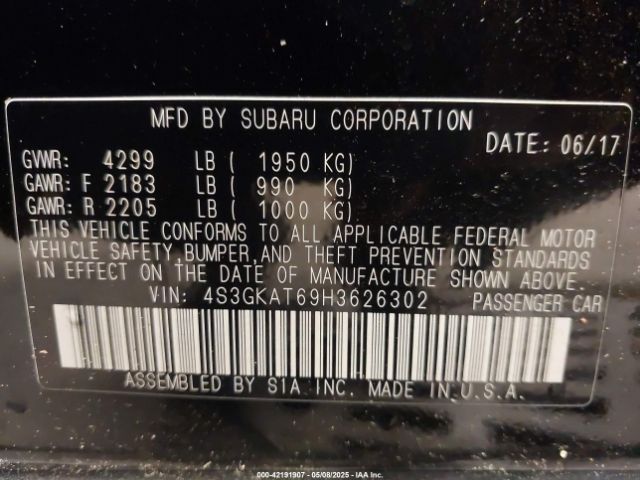 MFD BY SUBARU CORPORATION
DATE: 06/17
GVWR: 4299 LB ( 1950 KG)
GAWR: F 2183 LB ( 990 KG)
GAWR: R 2205 LB ( 1000 KG)
THIS VEHICLE CONFORMS TO ALL APPLICABLE FEDERAL MOTOR
VEHICLE SAFETY,BUMPER,AND THEFT PREVENTION STANDARDS
IN EFFECT ON THE DATE OF MANUFACTURE SHOWN ABOVE.
VIN: 4S3GKAT69H3626302 PASSENGER CAR
ASSEMBLED BY SIA INC. MADE IN U.S.A.
000-42191907 - 05/08/2025 - IAA Inc.